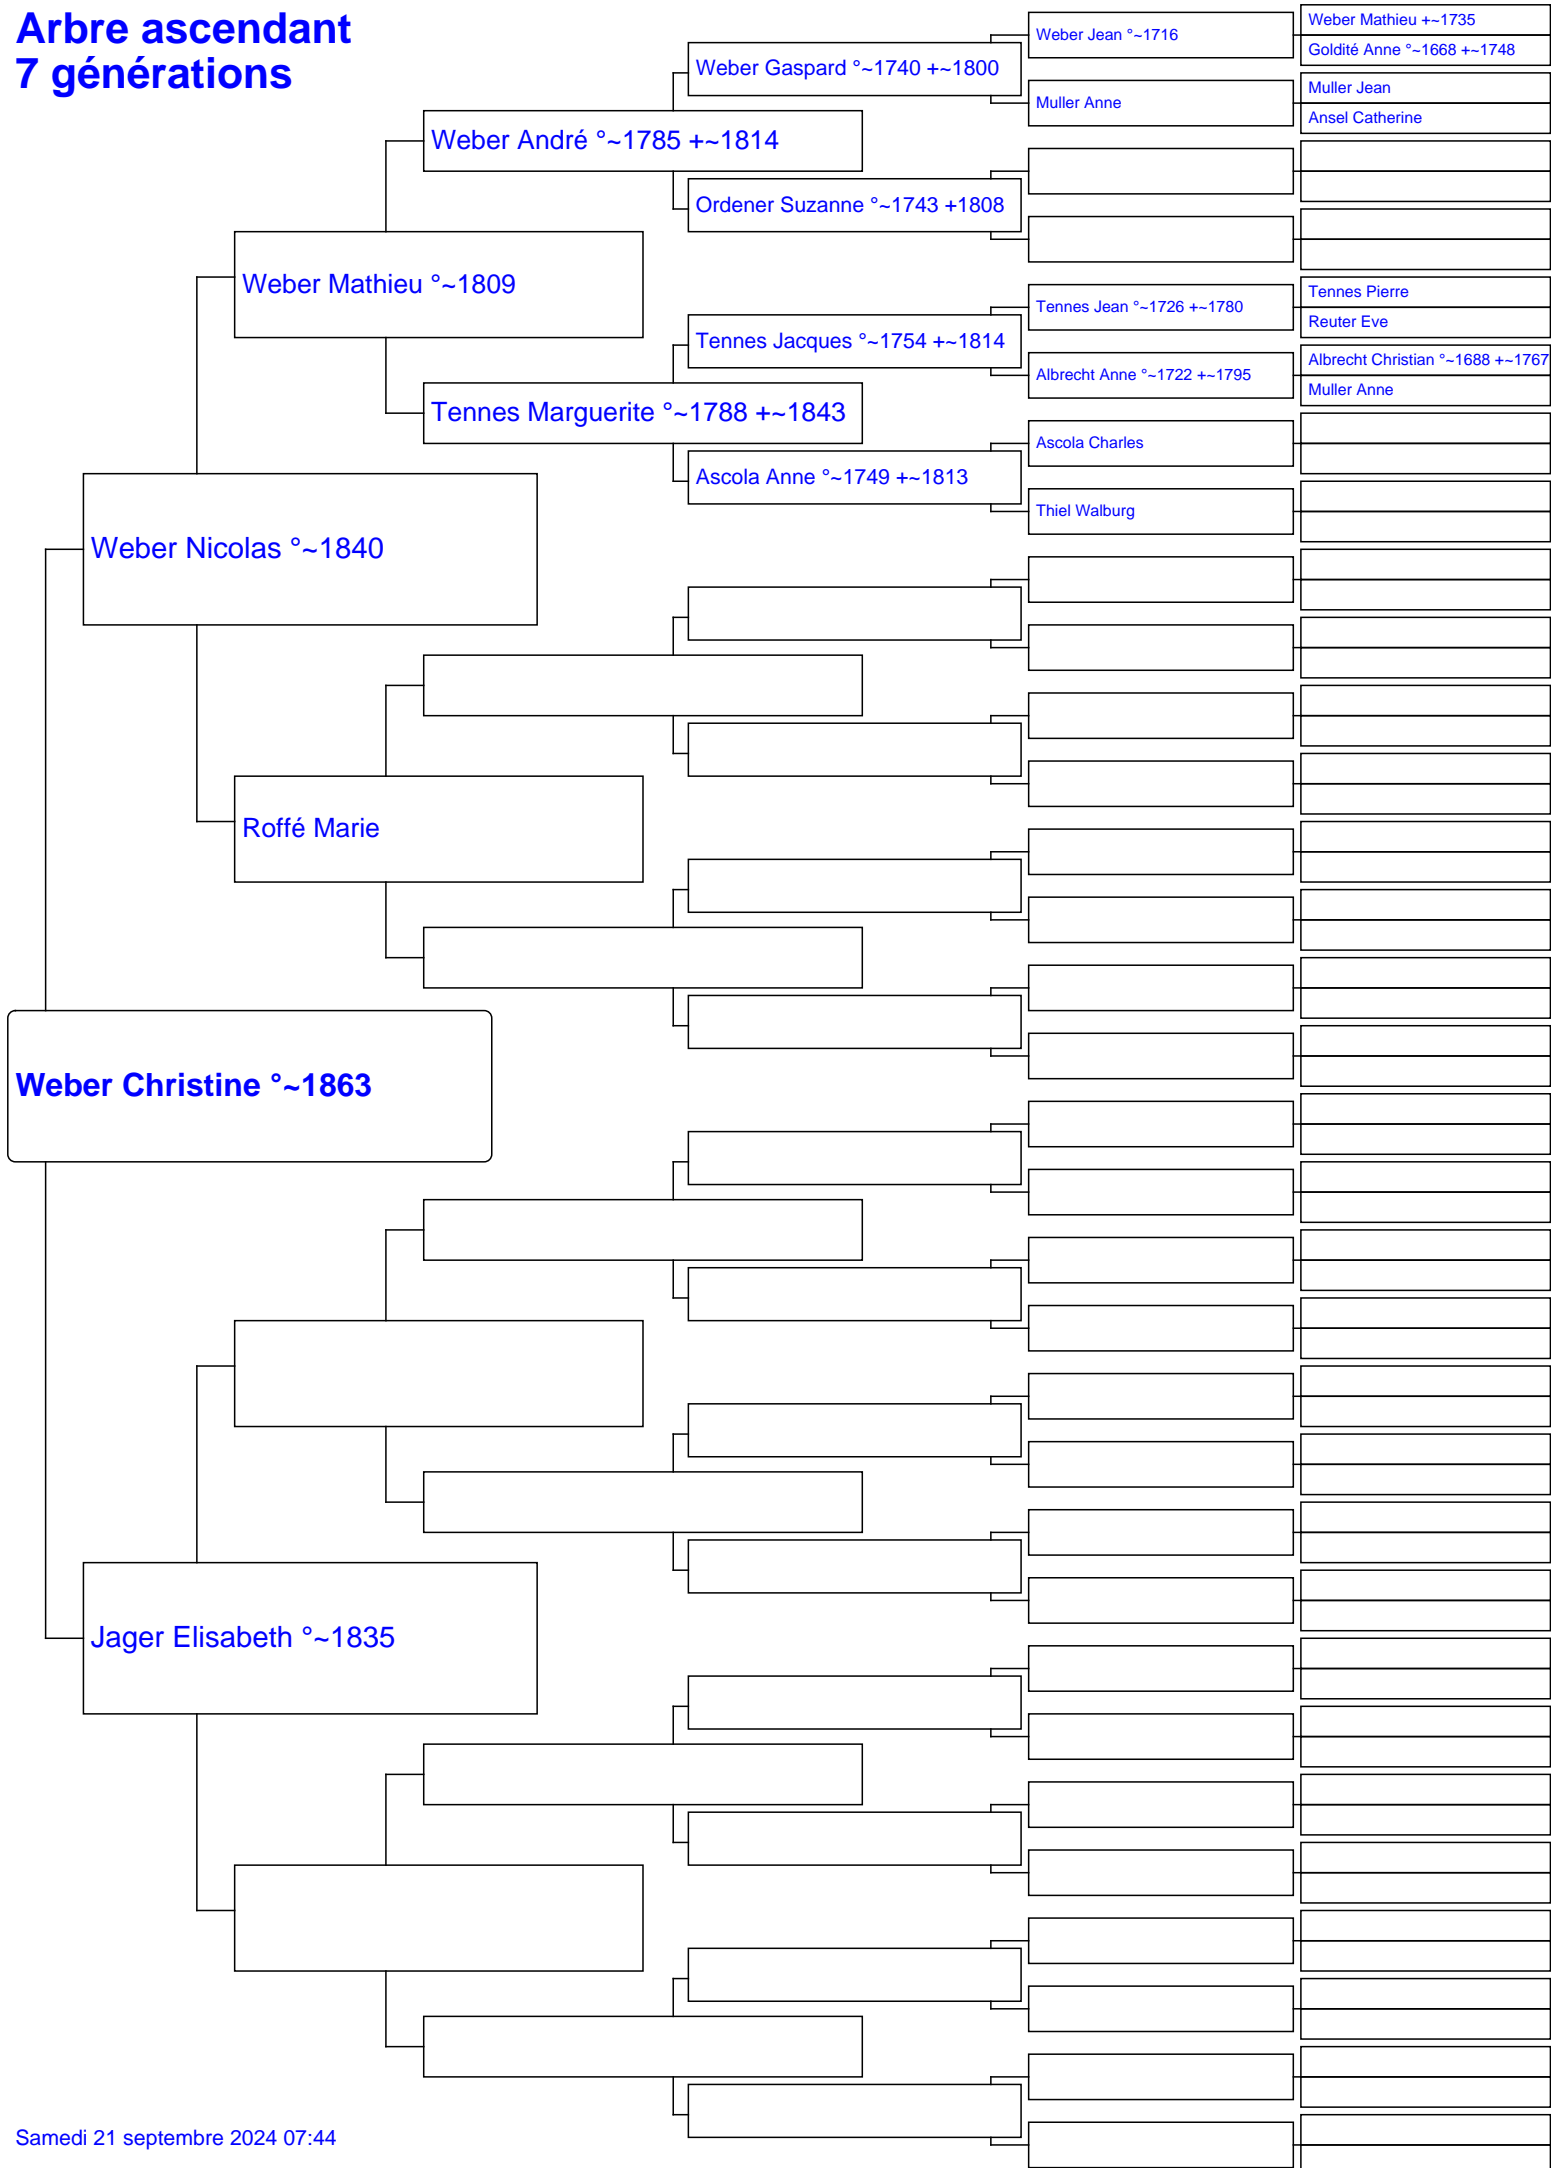 Arbre ascendant
7 générations
Weber Jean °~1716
Weber Mathieu +~1735
Goldité Anne °~1668 +~1748
Weber Gaspard °~1740 +~1800
Muller Anne
Muller Jean
Ansel Catherine
Weber André °~1785 +~1814
Ordener Suzanne °~1743 +1808
Weber Mathieu °~1809
Tennes Jean °~1726 +~1780
Tennes Pierre
Reuter Eve
Tennes Jacques °~1754 +~1814
Albrecht Anne °~1722 +~1795
Albrecht Christian °~1688 +~1767
Muller Anne
Tennes Marguerite °~1788 +~1843
Ascola Charles
Ascola Anne °~1749 +~1813
Thiel Walburg
Weber Nicolas °~1840
Roffé Marie
Weber Christine °~1863
Jager Elisabeth °~1835
Samedi 21 septembre 2024 07:44